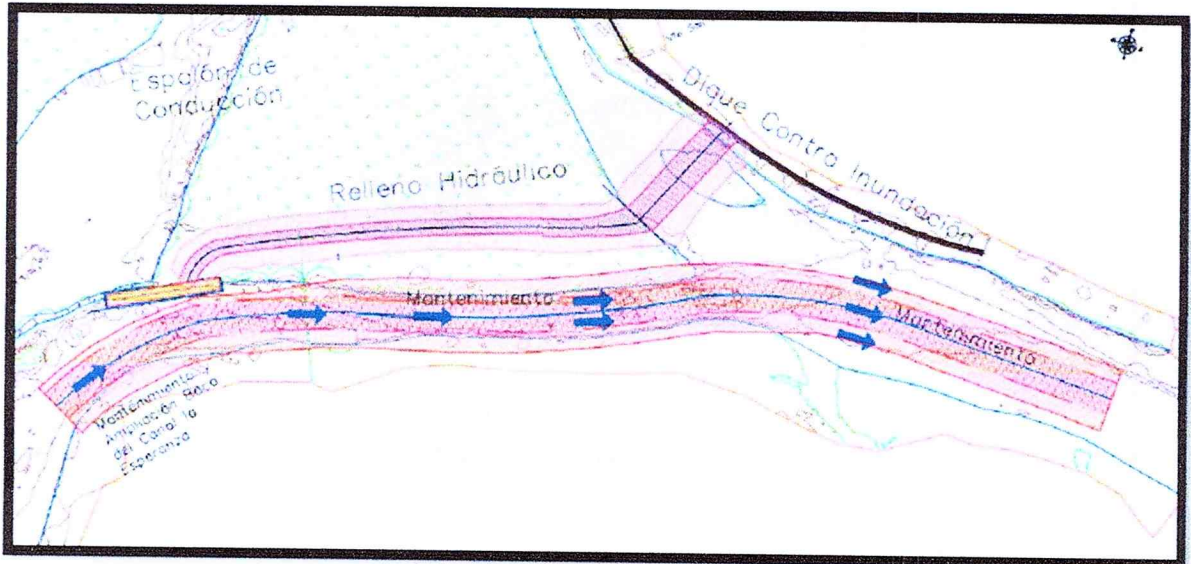 Espolón de
Conducción
Dique Contra Inundación
Relleno Hidráulico
Mantenimiento
Mantenimiento
Mantenimiento y
Ampliación Boca
del Canal la
Esperanza